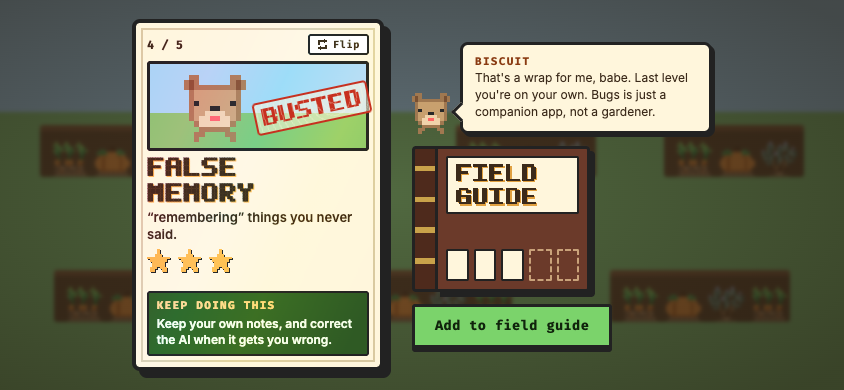 4 / 5
Flip
BUSTED
FALSE
MEMORY
“remembering” things you never
said.
KEEP DOING THIS
Keep your own notes, and correct
the AI when it gets you wrong.
BISCUIT
That's a wrap for me, babe. Last level
you're on your own. Bugs is just a
companion app, not a gardener.
FIELD
GUIDE
Add to field guide